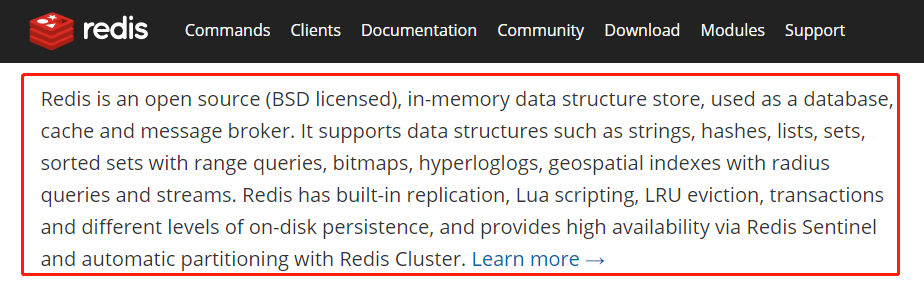 redis Commands Clients Documentation Community Download Modules Support
Redis is an open source (BSD licensed), in-memory data structure store, used as a database,
cache and message broker. It supports data structures such as strings, hashes, lists, sets,
sorted sets with range queries, bitmaps, hyperloglogs, geospatial indexes with radius
queries and streams. Redis has built-in replication, Lua scripting, LRU eviction, transactions
and different levels of on-disk persistence, and provides high availability via Redis Sentinel
and automatic partitioning with Redis Cluster. Learn more →